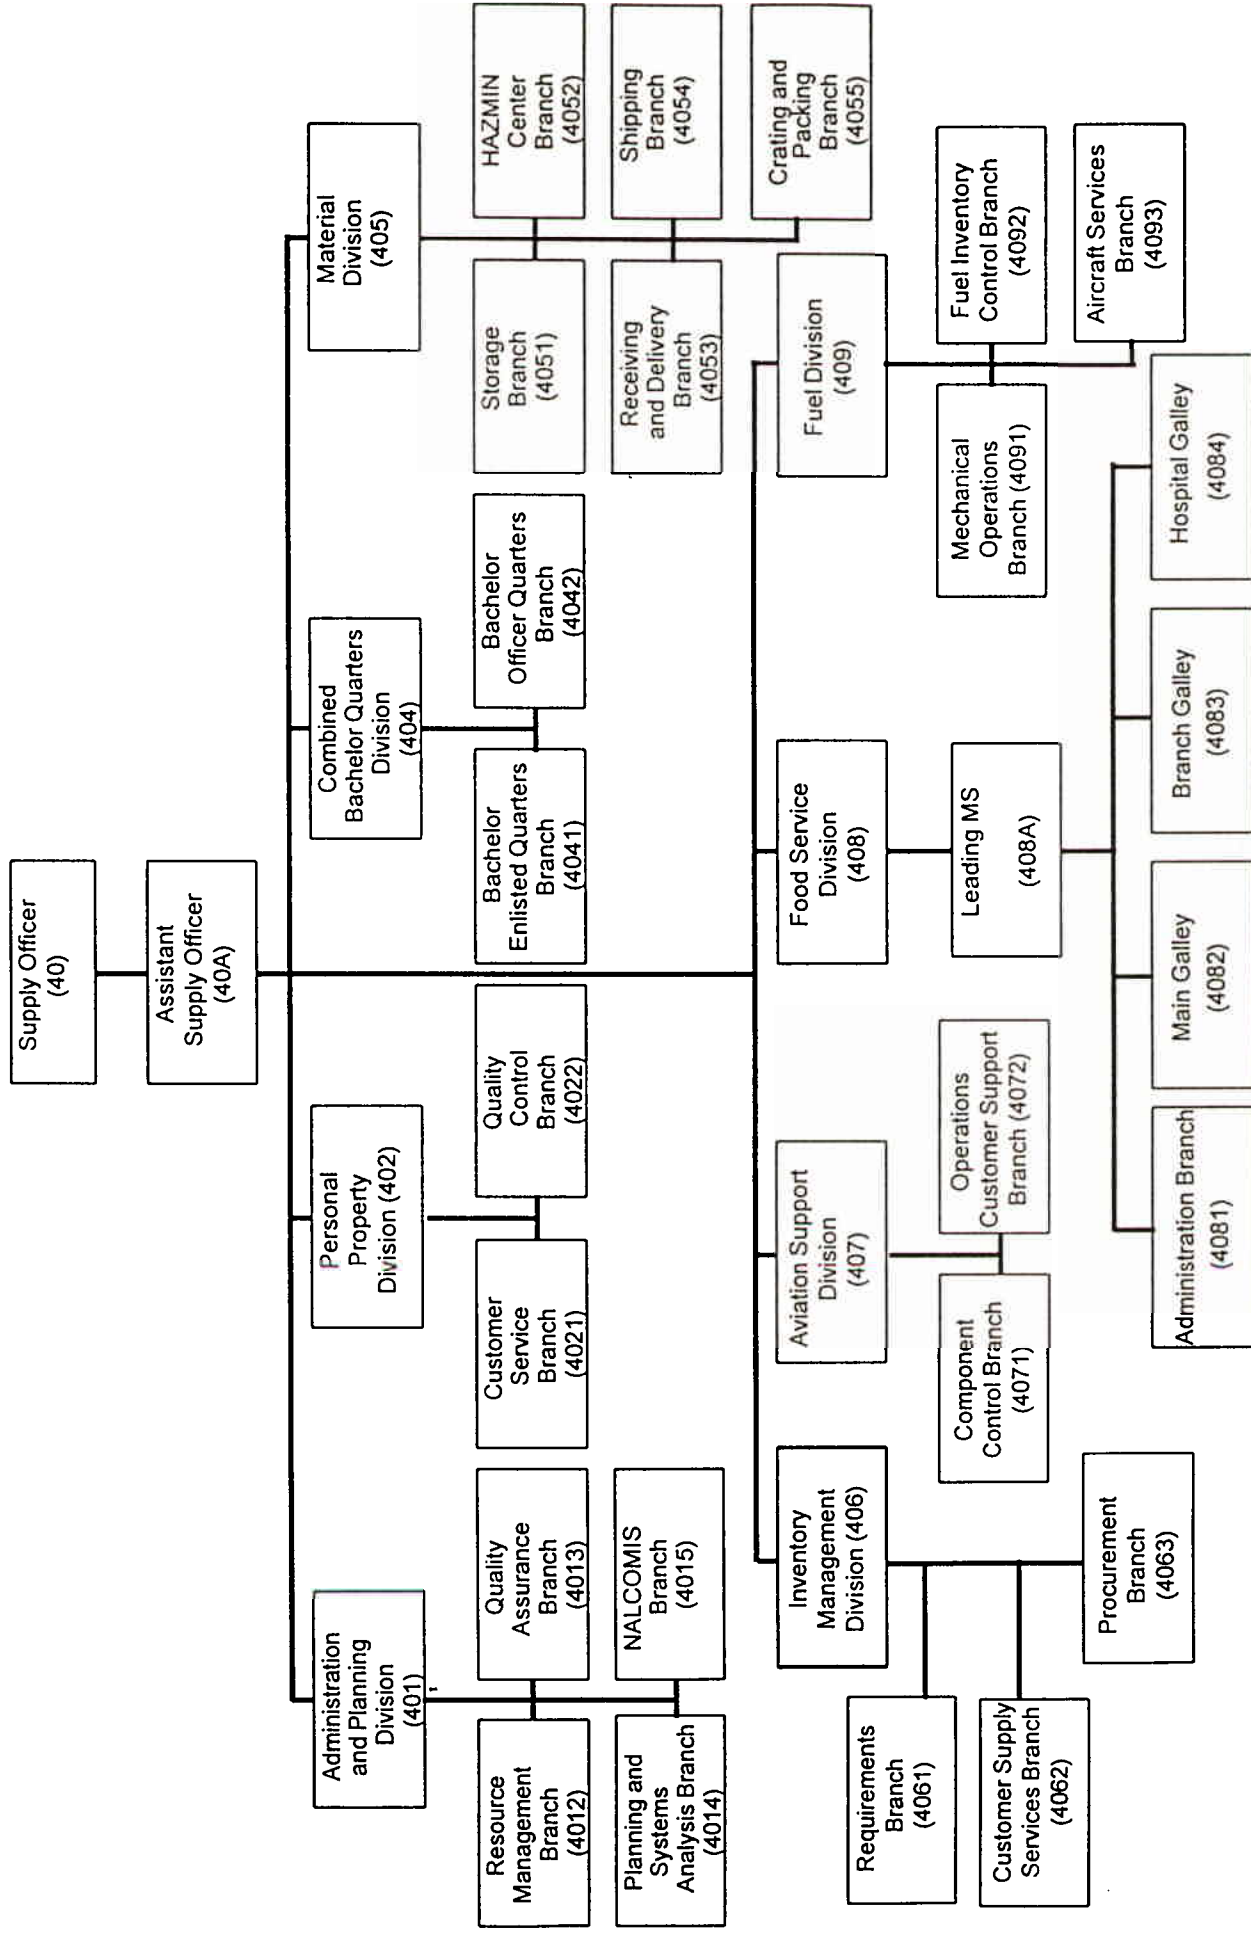 Supply Officer
(40)
Assistant
Supply Officer
(40A)
Administration
and Planning
Division
(401)
Personal
Property
Division (402)
Combined
Bachelor Quarters
Division
(404)
Material
Division
(405)
Resource
Management
Branch
(4012)
Quality
Assurance
Branch
(4013)
Planning and
Systems
Analysis Branch
(4014)
NALCOMIS
Branch
(4015)
Customer
Service
Branch
(4021)
Quality
Control
Branch
(4022)
Bachelor
Enlisted Quarters
Branch
(4041)
Bachelor
Officer Quarters
Branch
(4042)
Storage
Branch
(4051)
HAZMIN
Center
Branch
(4052)
Receiving
and Delivery
Branch
(4053)
Shipping
Branch
(4054)
Crating and
Packing
Branch
(4055)
Inventory
Management
Division (406)
Aviation Support
Division
(407)
Food Service
Division
(408)
Fuel Division
(409)
Requirements
Branch
(4061)
Customer Supply
Services Branch
(4062)
Procurement
Branch
(4063)
Component
Control Branch
(4071)
Operations
Customer Support
Branch (4072)
Leading MS
(408A)
Mechanical
Operations
Branch (4091)
Fuel Inventory
Control Branch
(4092)
Aircraft Services
Branch
(4093)
Administration Branch
(4081)
Main Galley
(4082)
Branch Galley
(4083)
Hospital Galley
(4084)